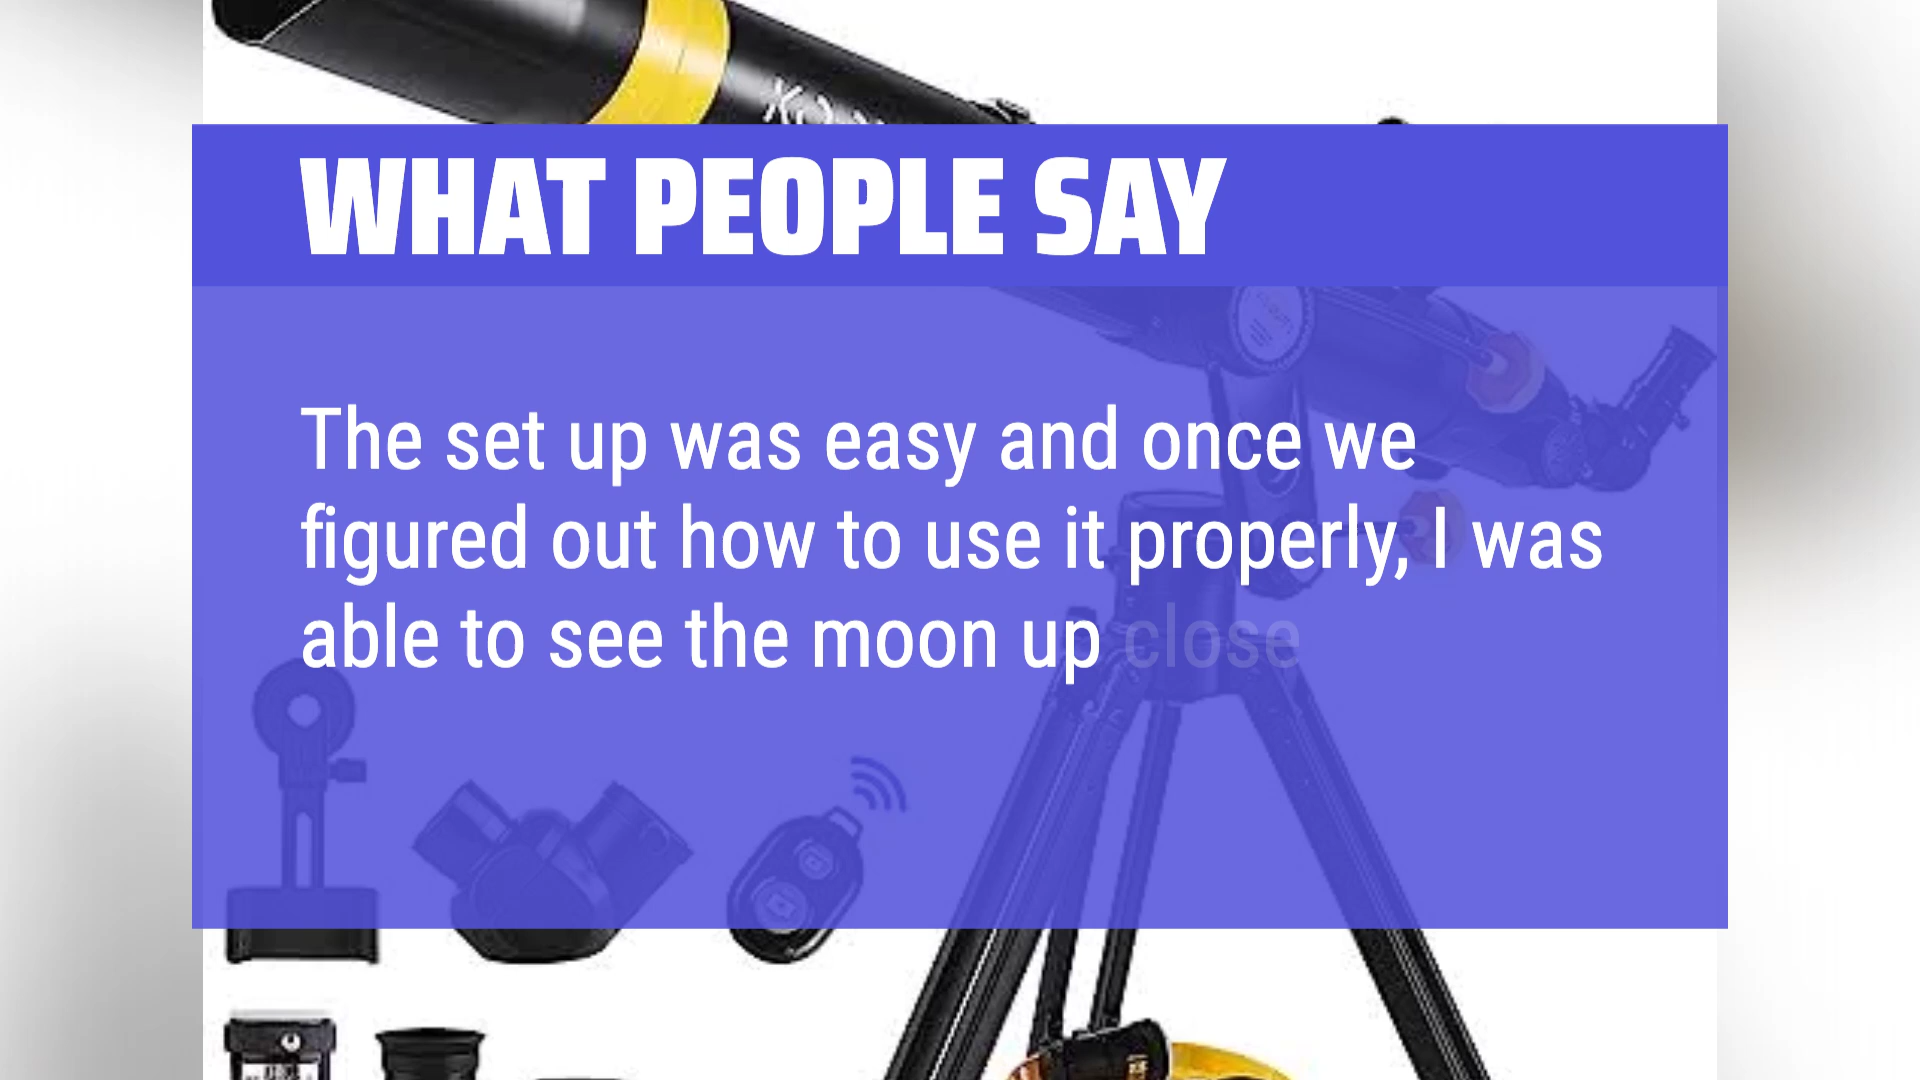 WHAT PEOPLE SAY
The set up was easy and once we
figured out how to use it properly, I was
able to see the moon up close